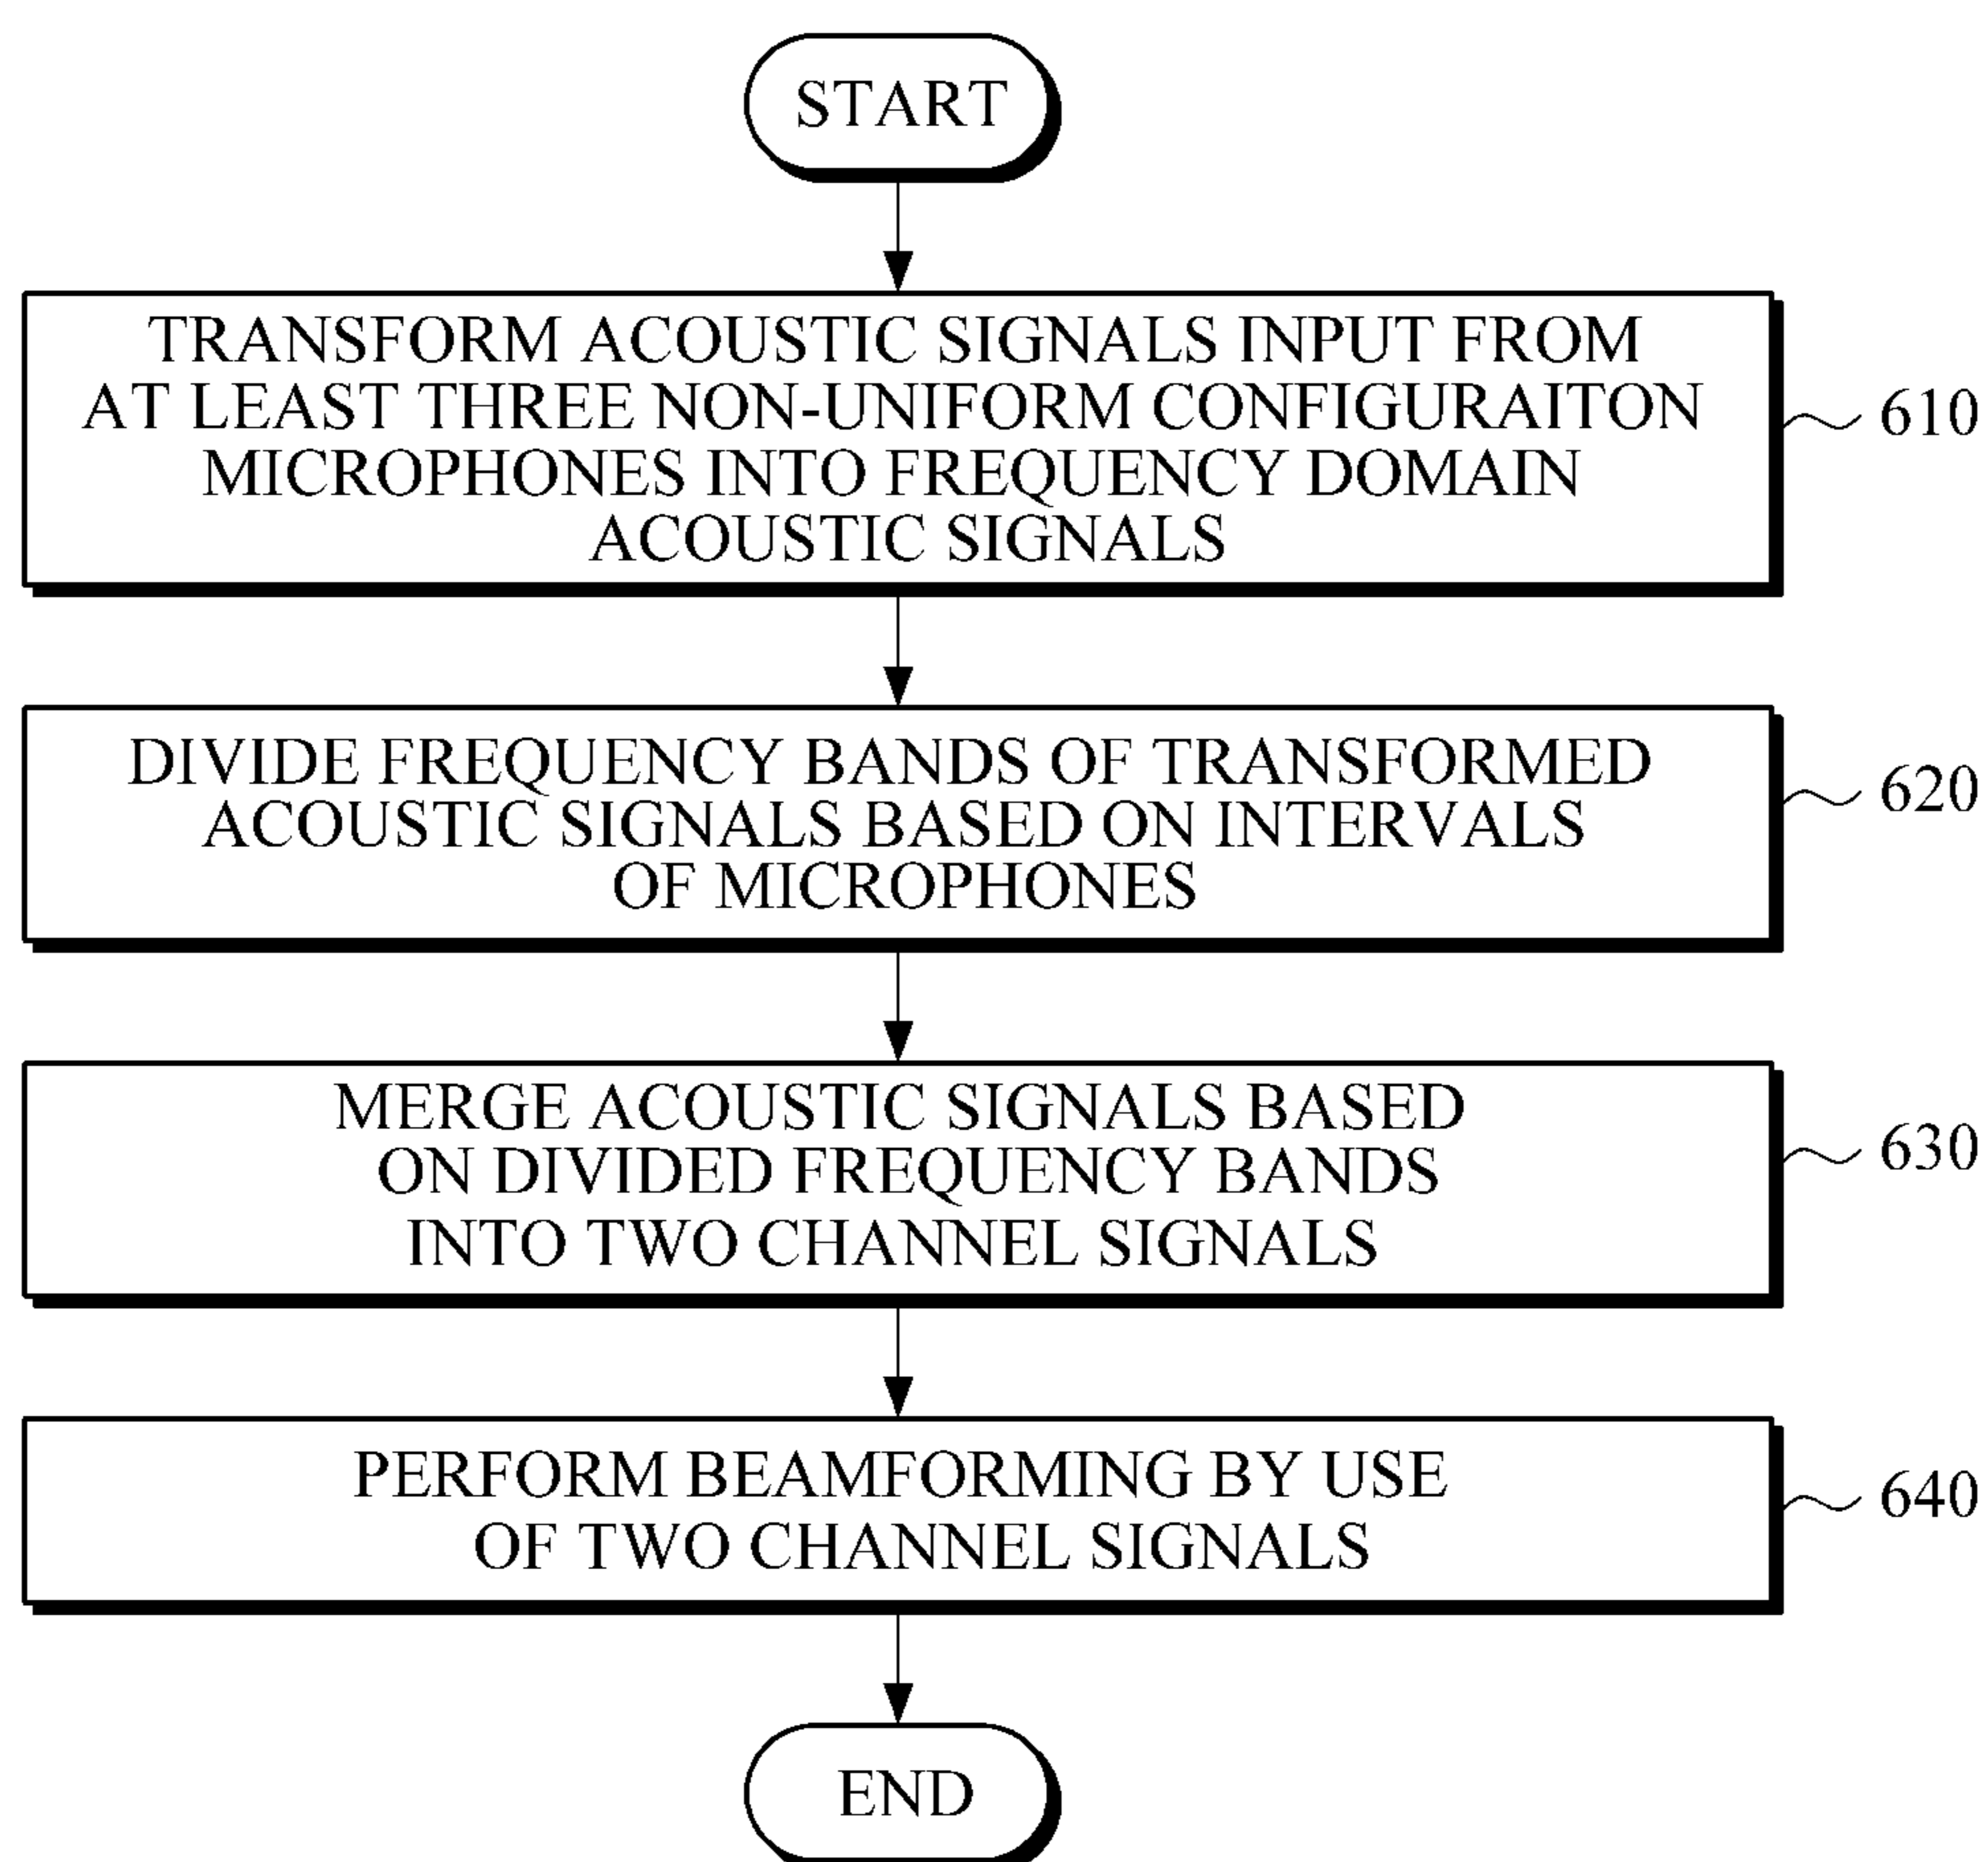 START
TRANSFORM ACOUSTIC SIGNALS INPUT FROM
AT LEAST THREE NON-UNIFORM CONFIGURAITON
MICROPHONES INTO FREQUENCY DOMAIN
ACOUSTIC SIGNALS
610
DIVIDE FREQUENCY BANDS OF TRANSFORMED
ACOUSTIC SIGNALS BASED ON INTERVALS
OF MICROPHONES
620
MERGE ACOUSTIC SIGNALS BASED
ON DIVIDED FREQUENCY BANDS
INTO TWO CHANNEL SIGNALS
630
PERFORM BEAMFORMING BY USE
OF TWO CHANNEL SIGNALS
640
END